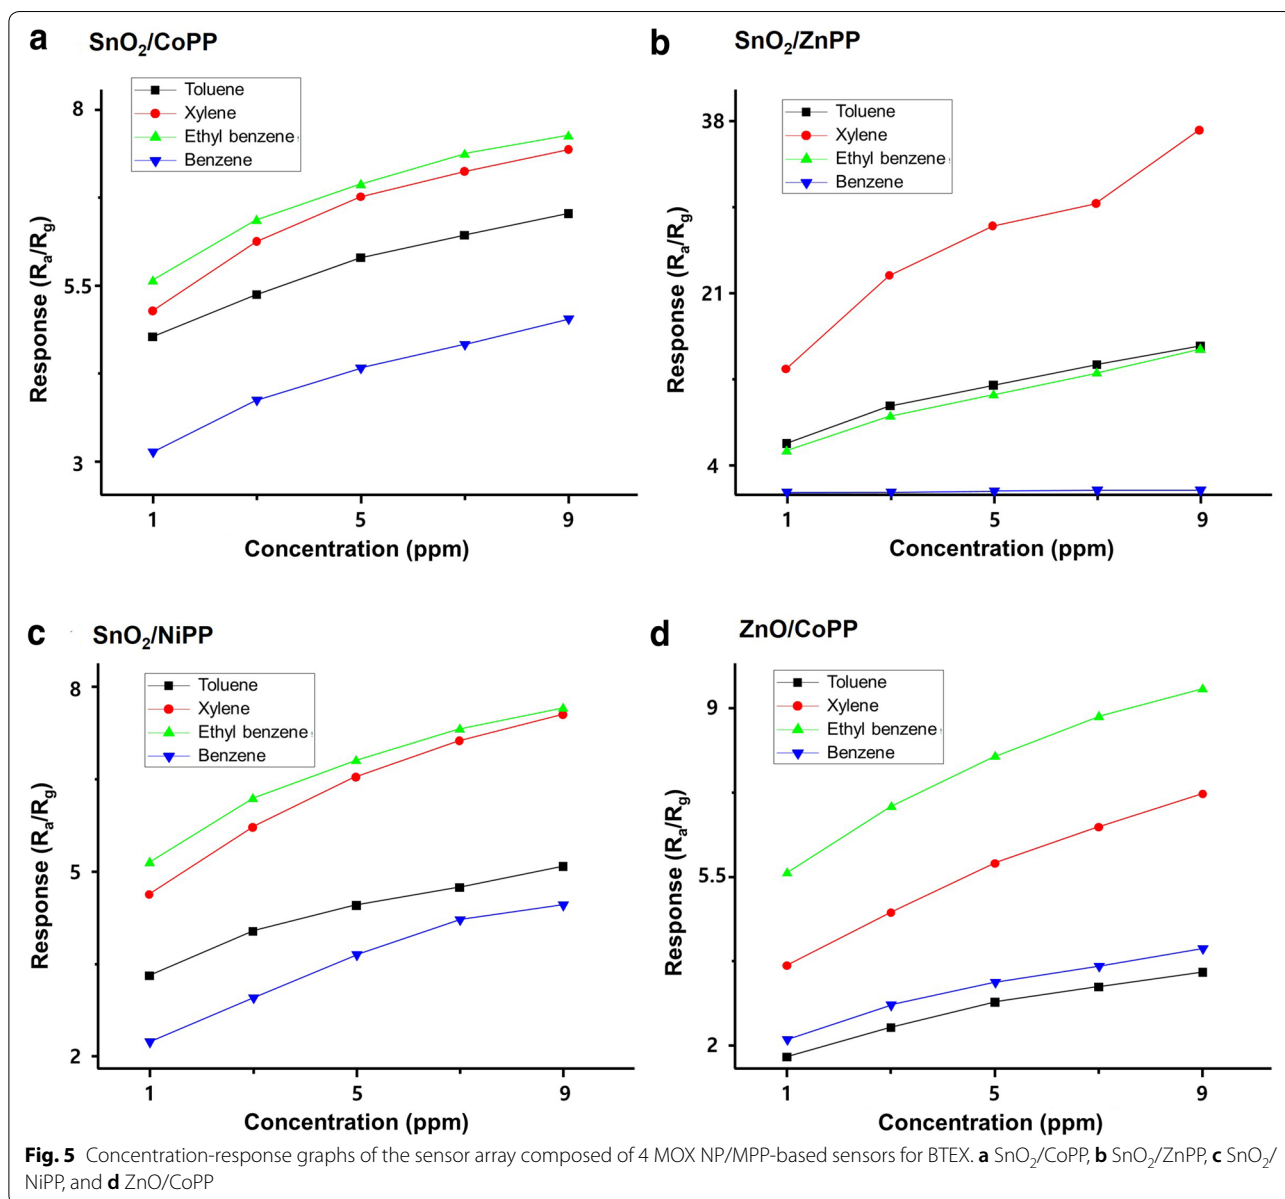 a SnO2/CoPP
Toluene
Xylene
Ethyl benzene
Benzene
8
5.5
3
Response (Ra/Rg)
1 5 9
Concentration (ppm)
b SnO2/ZnPP
Toluene
Xylene
Ethyl benzene
Benzene
38
21
4
Response (Ra/Rg)
1 5 9
Concentration (ppm)
c SnO2/NiPP
Toluene
Xylene
Ethyl benzene
Benzene
8
5
2
Response (Ra/Rg)
1 5 9
Concentration (ppm)
d ZnO/CoPP
Toluene
Xylene
Ethyl benzene
Benzene
9
5.5
2
Response (Ra/Rg)
1 5 9
Concentration (ppm)
Fig. 5 Concentration-response graphs of the sensor array composed of 4 MOX NP/MPP-based sensors for BTEX. a SnO2/CoPP, b SnO2/ZnPP, c SnO2/
NiPP, and d ZnO/CoPP